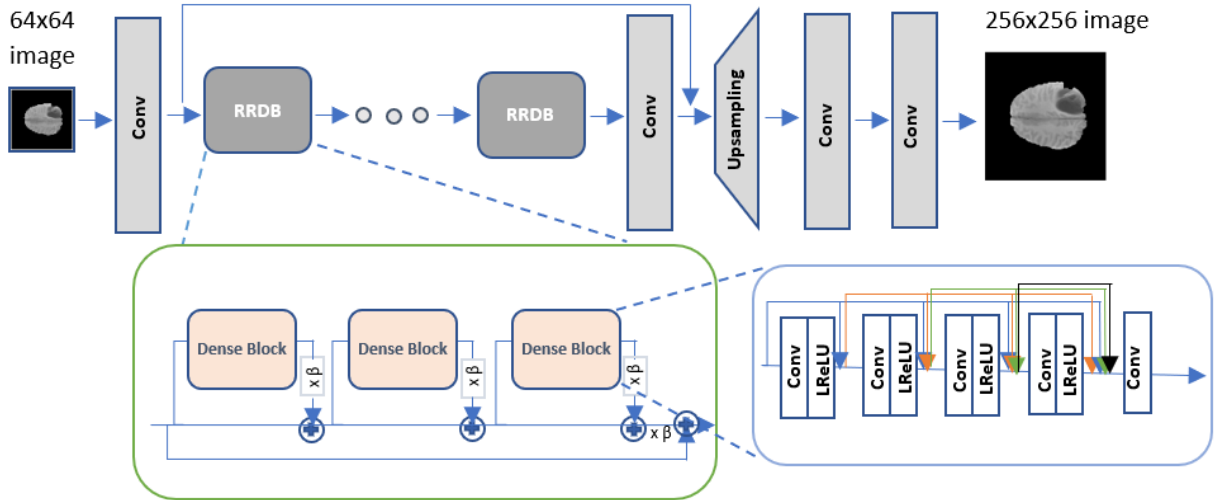 64x64
image
256x256 image
Conv
RRDB
RRDB
Conv
Upsampling
Conv
Conv
Dense Block
x β
Dense Block
x β
Dense Block
x β
x β
Conv
LReLU
Conv
LReLU
Conv
LReLU
Conv
LReLU
Conv